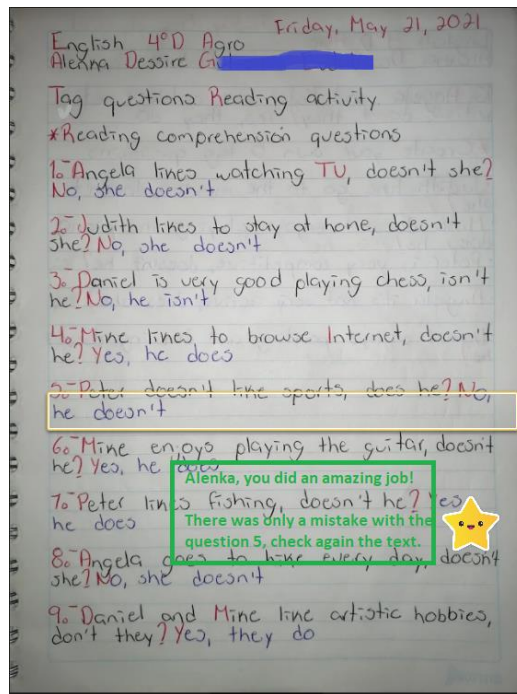 Friday, May 21, 2021
English 4°D Agro
Alenka Dessire
Tag questions Reading activity
*Reading comprehension questions
1.- Angela likes watching TV, doesn't she?
No, she doesn't
2.- Judith likes to stay at home, doesn't
she? No, she doesn't
3.- Daniel is very good playing chess, isn't
he? No, he isn't
4.- Mike likes to browse Internet, doesn't
he? Yes, he does
5.- Peter doesn't like sports, does he? No,
he doesn't
6.- Mike enjoys playing the guitar, doesn't
he? Yes, he does
7.- Peter likes fishing, doesn't he? Yes
he does
8.- Angela goes to hike every day, doesn't
she? No, she doesn't
9.- Daniel and Mike like artistic hobbies,
don't they? Yes, they do
Alenka, you did an amazing job!
There was only a mistake with the
question 5, check again the text.